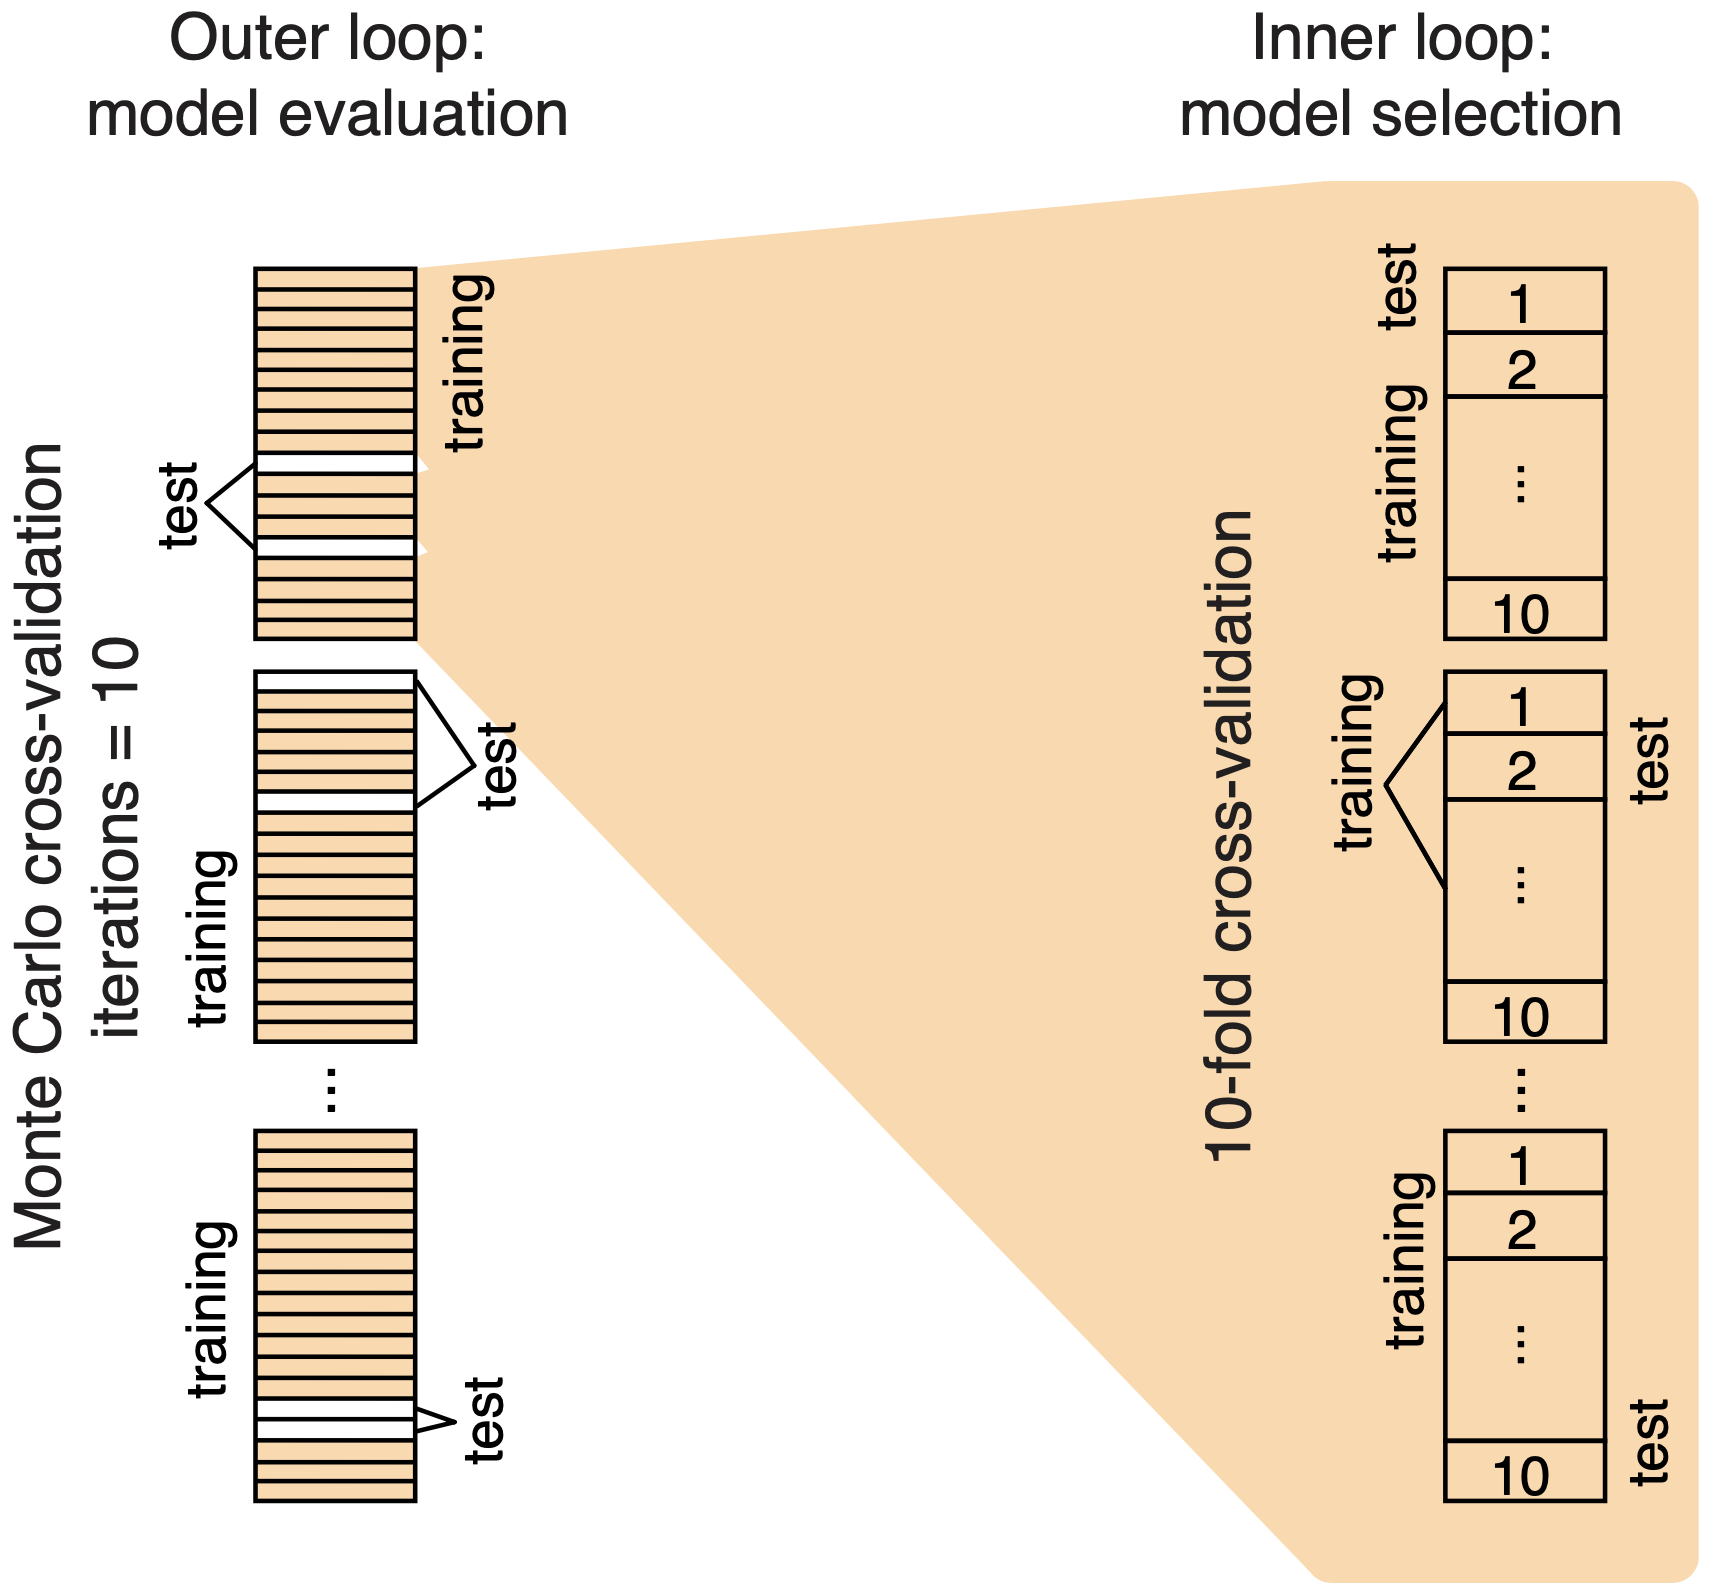 Outer loop:
model evaluation
Inner loop:
model selection
Monte Carlo cross-validation
iterations = 10
test
training
test
training
...
training
test
10-fold cross-validation
test
training
1
2
...
10
training
test
1
2
...
10
...
training
test
1
2
...
10